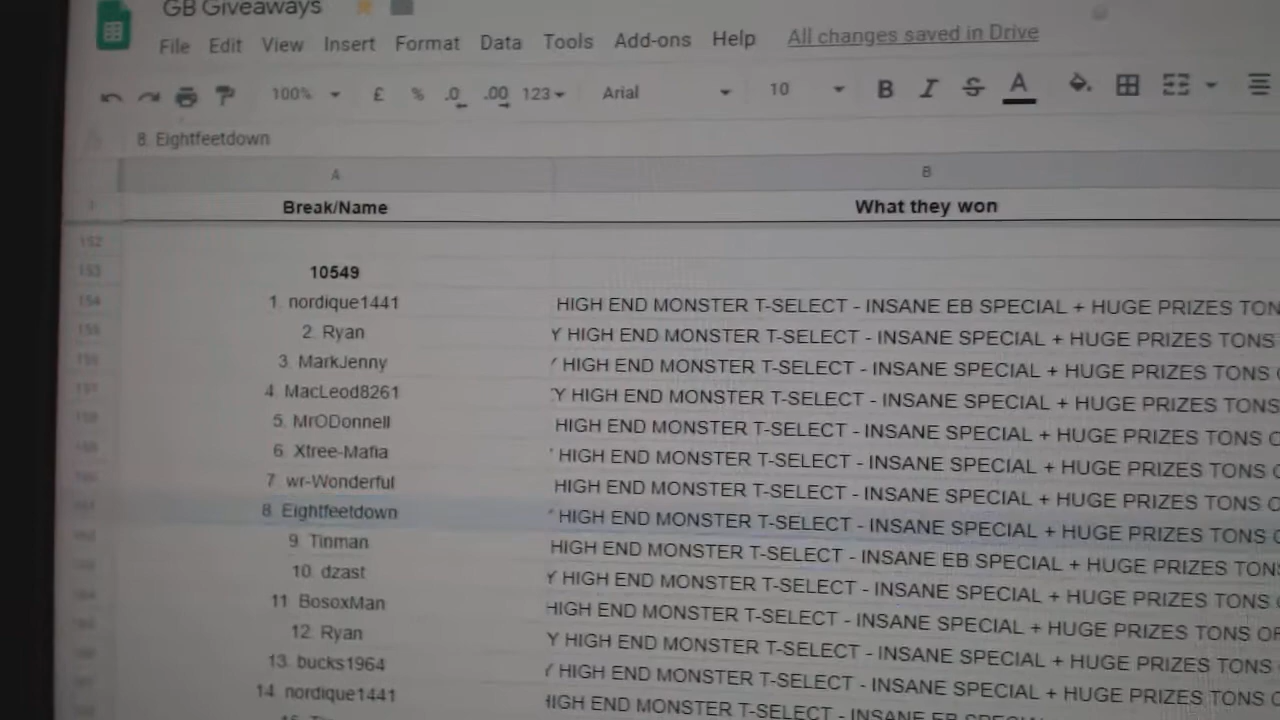 GB Giveaways
File Edit View Insert Format Data Tools Add-ons Help All changes saved in Drive
100% £ % .0 .00 123 Arial 10 B I S A
8. Eightfeetdown
A B
1 Break/Name What they won
152
153 10549
154 1. nordique1441 HIGH END MONSTER T-SELECT - INSANE EB SPECIAL + HUGE PRIZES TON
155 2. Ryan Y HIGH END MONSTER T-SELECT - INSANE SPECIAL + HUGE PRIZES TONS
156 3. MarkJenny HIGH END MONSTER T-SELECT - INSANE SPECIAL + HUGE PRIZES TONS
157 4. MacLeod8261 Y HIGH END MONSTER T-SELECT - INSANE SPECIAL + HUGE PRIZES TONS
5. MrODonnell HIGH END MONSTER T-SELECT - INSANE SPECIAL + HUGE PRIZES TONS O
6. Xtree-Mafia HIGH END MONSTER T-SELECT - INSANE SPECIAL + HUGE PRIZES TONS
7. wr-Wonderful HIGH END MONSTER T-SELECT - INSANE SPECIAL + HUGE PRIZES TONS O
8. Eightfeetdown HIGH END MONSTER T-SELECT - INSANE SPECIAL + HUGE PRIZES TONS
9. Tinman HIGH END MONSTER T-SELECT - INSANE EB SPECIAL + HUGE PRIZES TON
10. dzast Y HIGH END MONSTER T-SELECT - INSANE SPECIAL + HUGE PRIZES TONS
11. BosoxMan HIGH END MONSTER T-SELECT - INSANE SPECIAL + HUGE PRIZES TONS OF
12. Ryan Y HIGH END MONSTER T-SELECT - INSANE SPECIAL + HUGE PRIZES TONS
13. bucks1964 HIGH END MONSTER T-SELECT - INSANE SPECIAL + HUGE PRIZES TONS
14. nordique1441 HIGH END MONSTER T-SELECT - INSANE EB